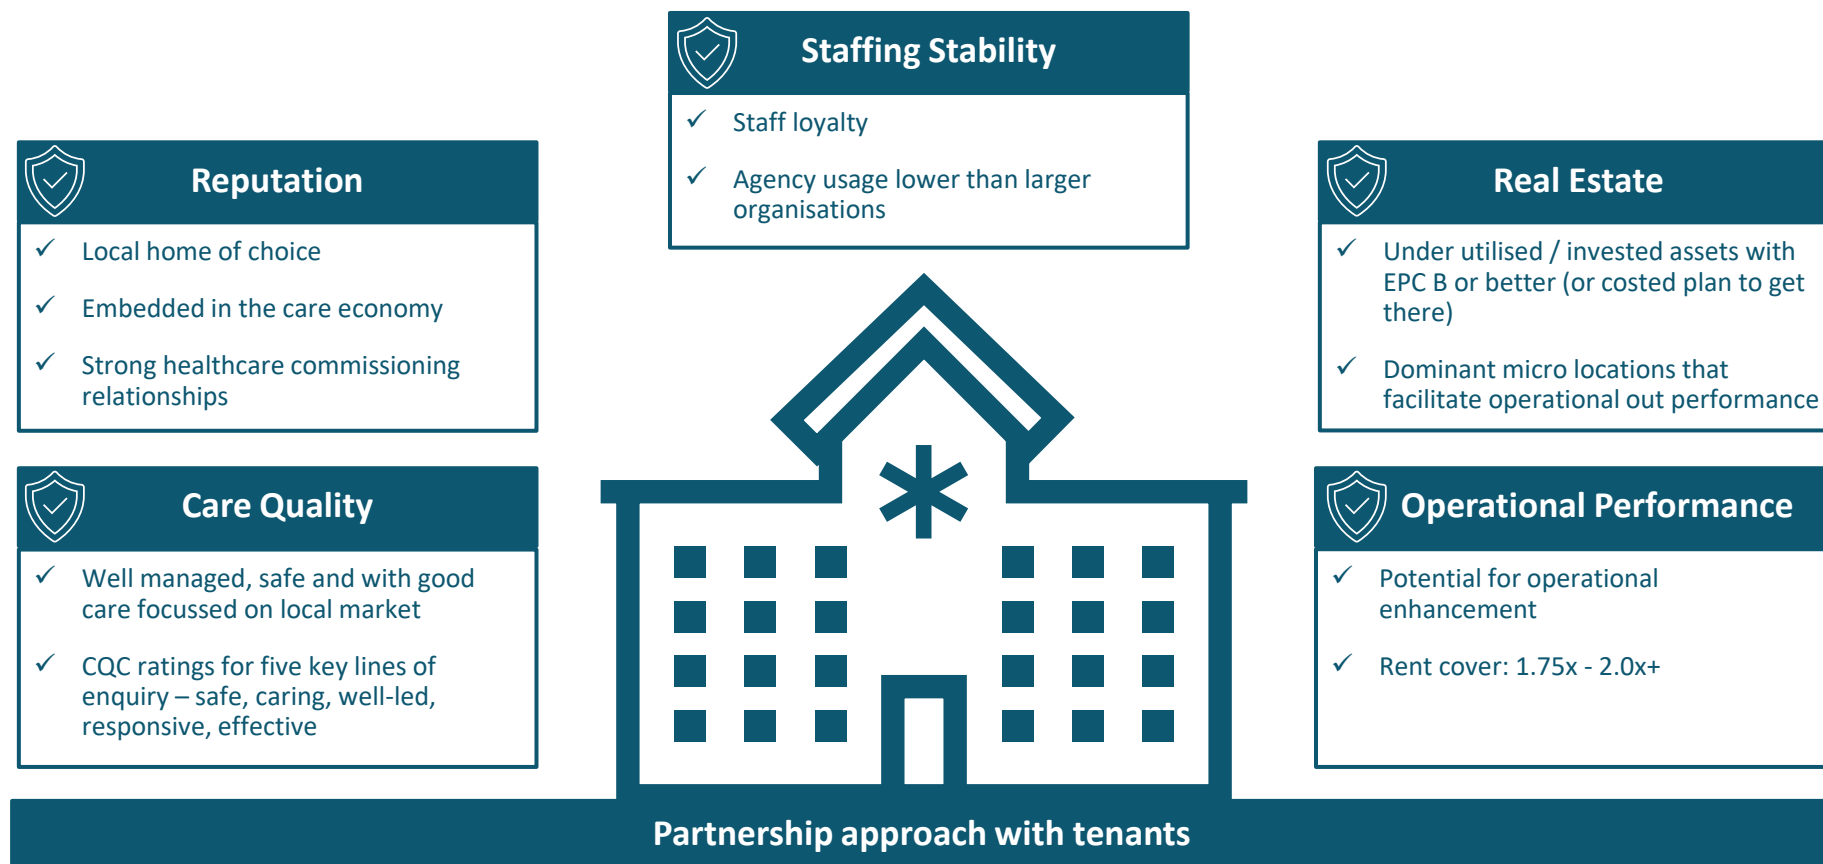 Staffing Stability
✓ Staff loyalty
✓ Agency usage lower than larger
organisations
Reputation
✓ Local home of choice
✓ Embedded in the care economy
✓ Strong healthcare commissioning
relationships
Real Estate
✓ Under utilised / invested assets with
EPC B or better (or costed plan to get
there)
✓ Dominant micro locations that
facilitate operational out performance
Care Quality
✓ Well managed, safe and with good
care focussed on local market
✓ CQC ratings for five key lines of
enquiry – safe, caring, well-led,
responsive, effective
Operational Performance
✓ Potential for operational
enhancement
✓ Rent cover: 1.75x - 2.0x+
Partnership approach with tenants